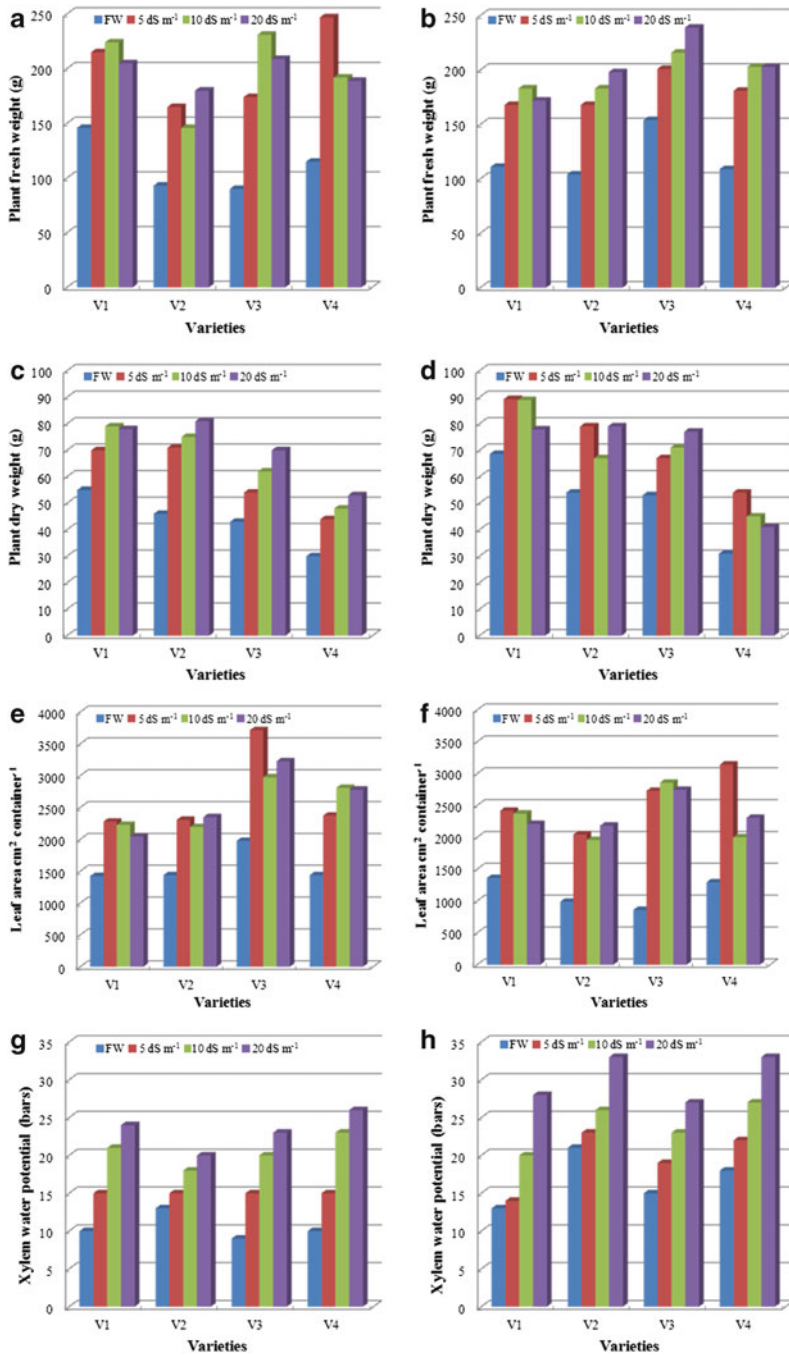 a
FW 5 dS m⁻¹ 10 dS m⁻¹ 20 dS m⁻¹
Plant fresh weight (g)
250
200
150
100
50
0
V1 V2 V3 V4
Varieties
b
FW 5 dS m⁻¹ 10 dS m⁻¹ 20 dS m⁻¹
Plant fresh weight (g)
250
200
150
100
50
0
V1 V2 V3 V4
Varieties
c
FW 5 dS m⁻¹ 10 dS m⁻¹ 20 dS m⁻¹
Plant dry weight (g)
100
90
80
70
60
50
40
30
20
10
0
V1 V2 V3 V4
Varieties
d
FW 5 dS m⁻¹ 10 dS m⁻¹ 20 dS m⁻¹
Plant dry weight (g)
100
90
80
70
60
50
40
30
20
10
0
V1 V2 V3 V4
Varieties
e
FW 5 dS m⁻¹ 10 dS m⁻¹ 20 dS m⁻¹
Leaf area cm² container⁻¹
4000
3500
3000
2500
2000
1500
1000
500
0
V1 V2 V3 V4
Varieties
f
FW 5 dS m⁻¹ 10 dS m⁻¹ 20 dS m⁻¹
Leaf area cm² container⁻¹
4000
3500
3000
2500
2000
1500
1000
500
0
V1 V2 V3 V4
Varieties
g
FW 5 dS m⁻¹ 10 dS m⁻¹ 20 dS m⁻¹
Xylem water potential (bars)
35
30
25
20
15
10
5
0
V1 V2 V3 V4
Varieties
h
FW 5 dS m⁻¹ 10 dS m⁻¹ 20 dS m⁻¹
Xylem water potential (bars)
35
30
25
20
15
10
5
0
V1 V2 V3 V4
Varieties